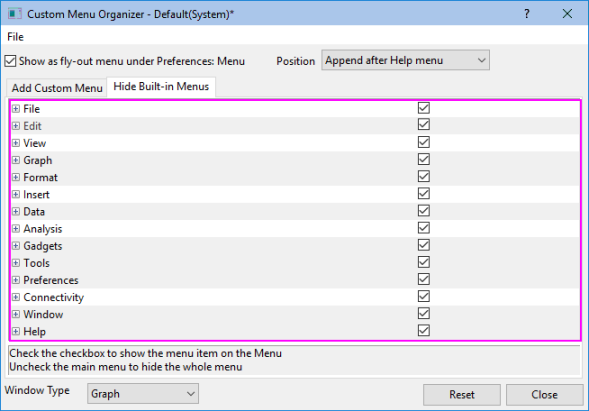 Custom Menu Organizer - Default(System)*
?
File
Show as fly-out menu under Preferences: Menu Position Append after Help menu
Add Custom Menu Hide Built-in Menus
File
Edit
View
Graph
Format
Insert
Data
Analysis
Gadgets
Tools
Preferences
Connectivity
Window
Help
Check the checkbox to show the menu item on the Menu
Uncheck the main menu to hide the whole menu
Window Type Graph Reset Close